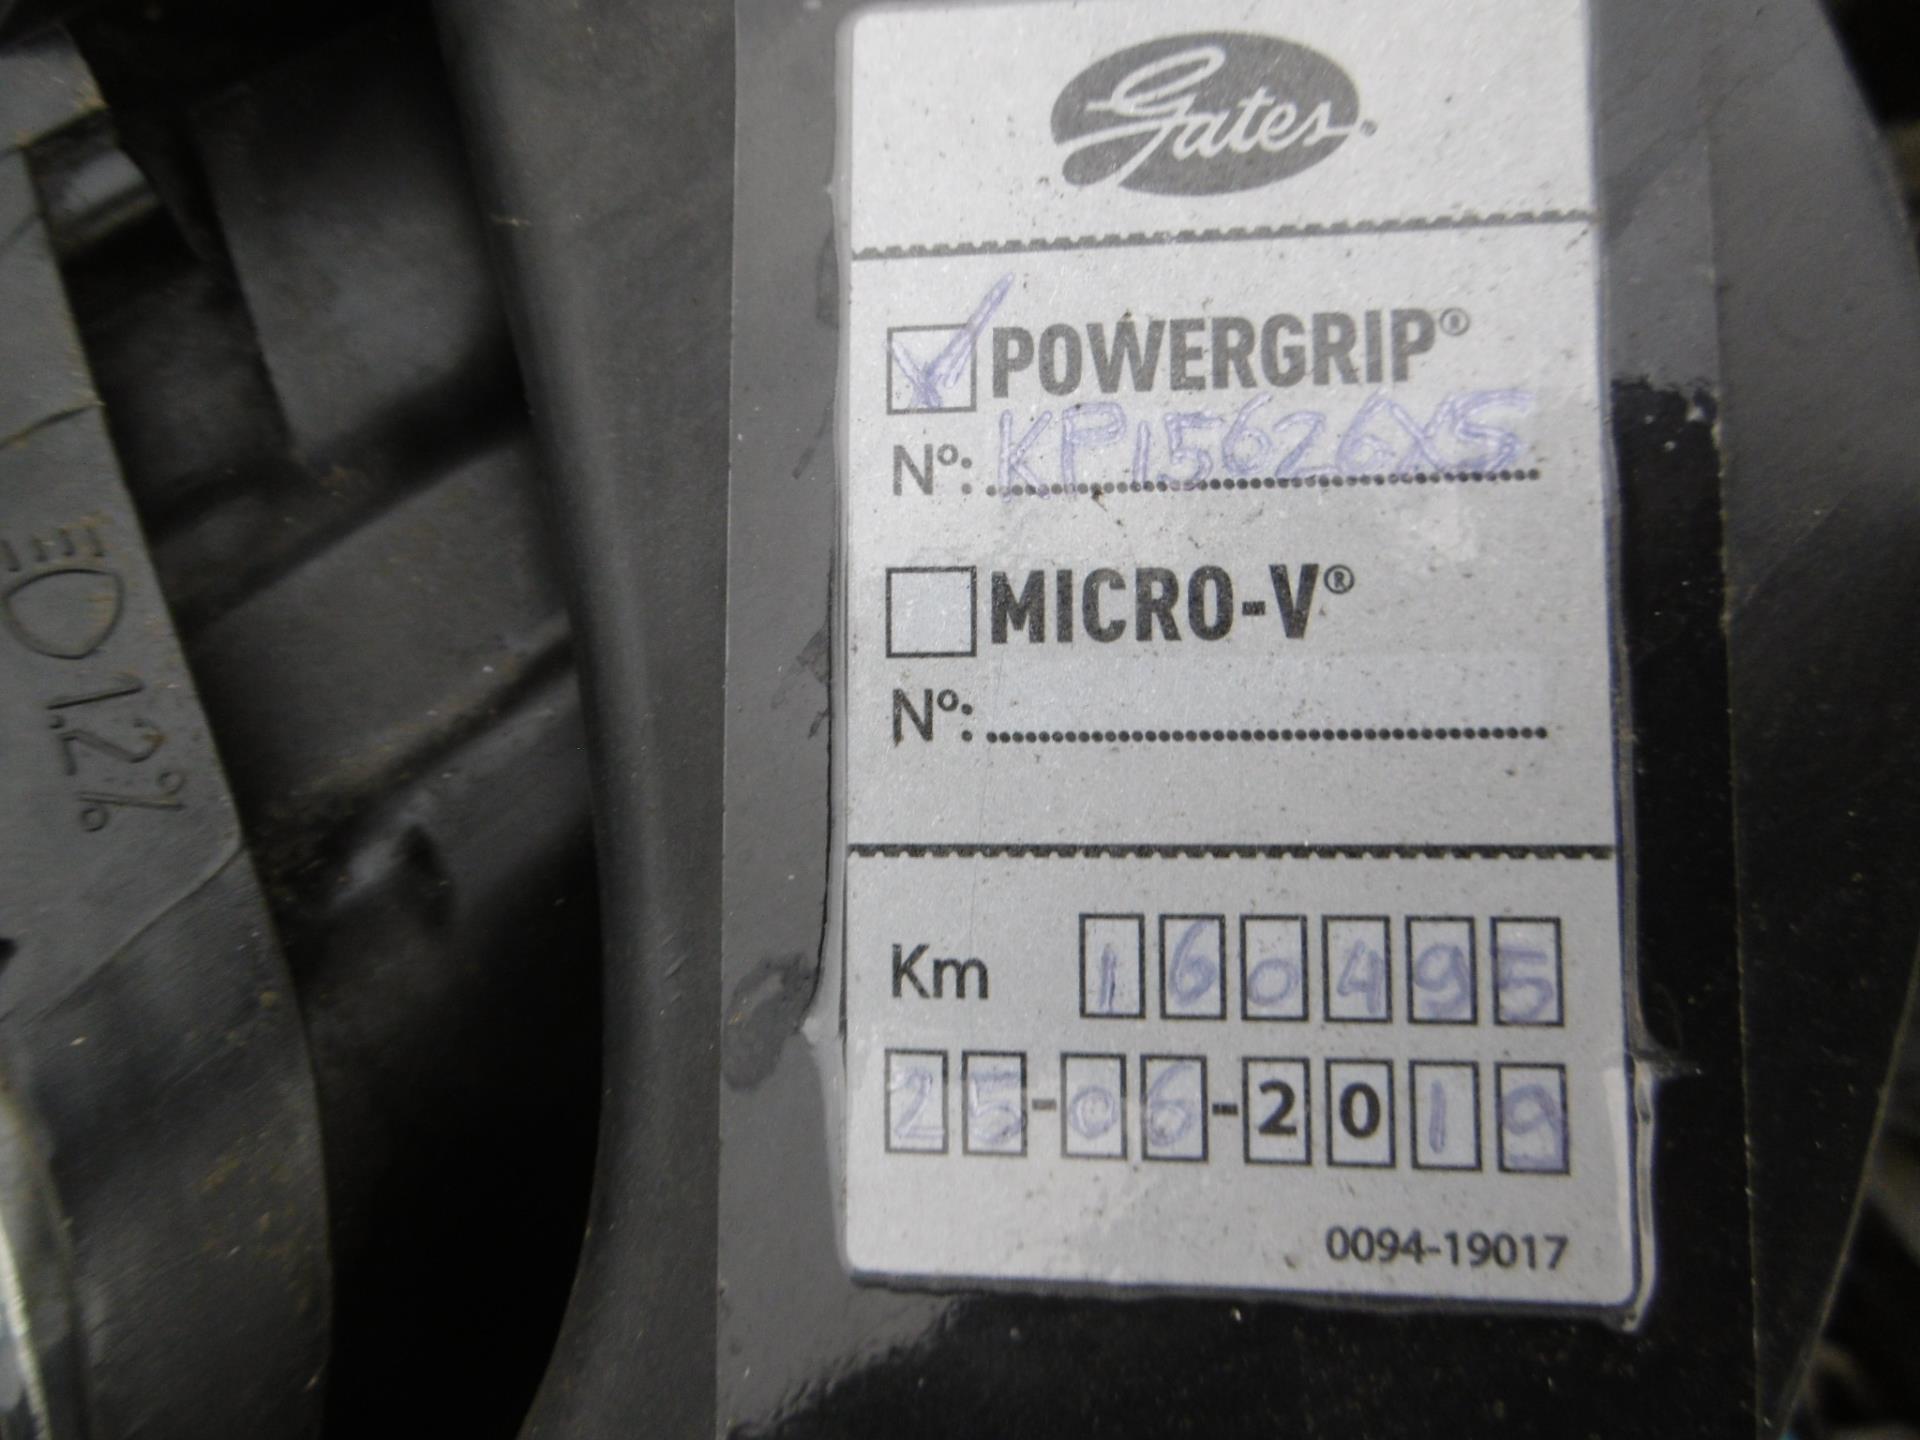 Gates®
POWERGRIP®
Nº: KP15626XS
MICRO-V®
Nº:
Km 160495
25-06-2019
0094-19017
1.2%